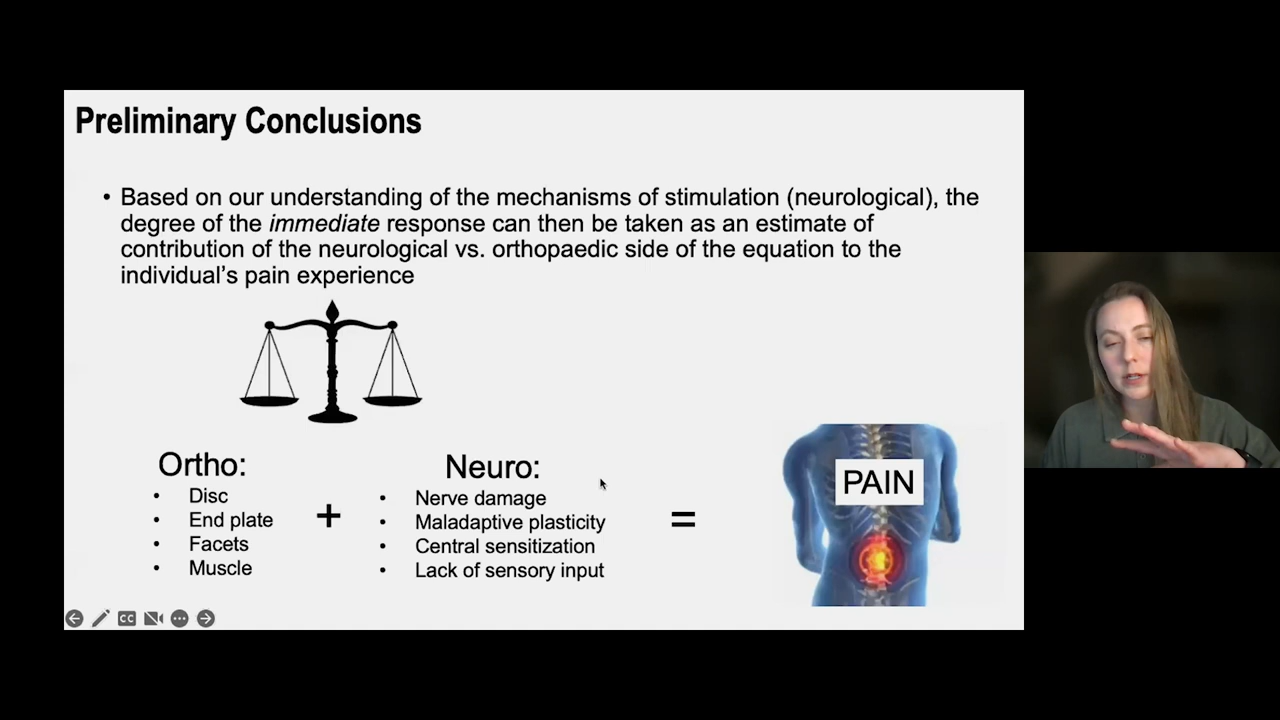 Preliminary Conclusions
• Based on our understanding of the mechanisms of stimulation (neurological), the
degree of the immediate response can then be taken as an estimate of
contribution of the neurological vs. orthopaedic side of the equation to the
individual's pain experience
Ortho:
• Disc
• End plate
• Facets
• Muscle
+
Neuro:
• Nerve damage
• Maladaptive plasticity
• Central sensitization
• Lack of sensory input
=
PAIN
CC